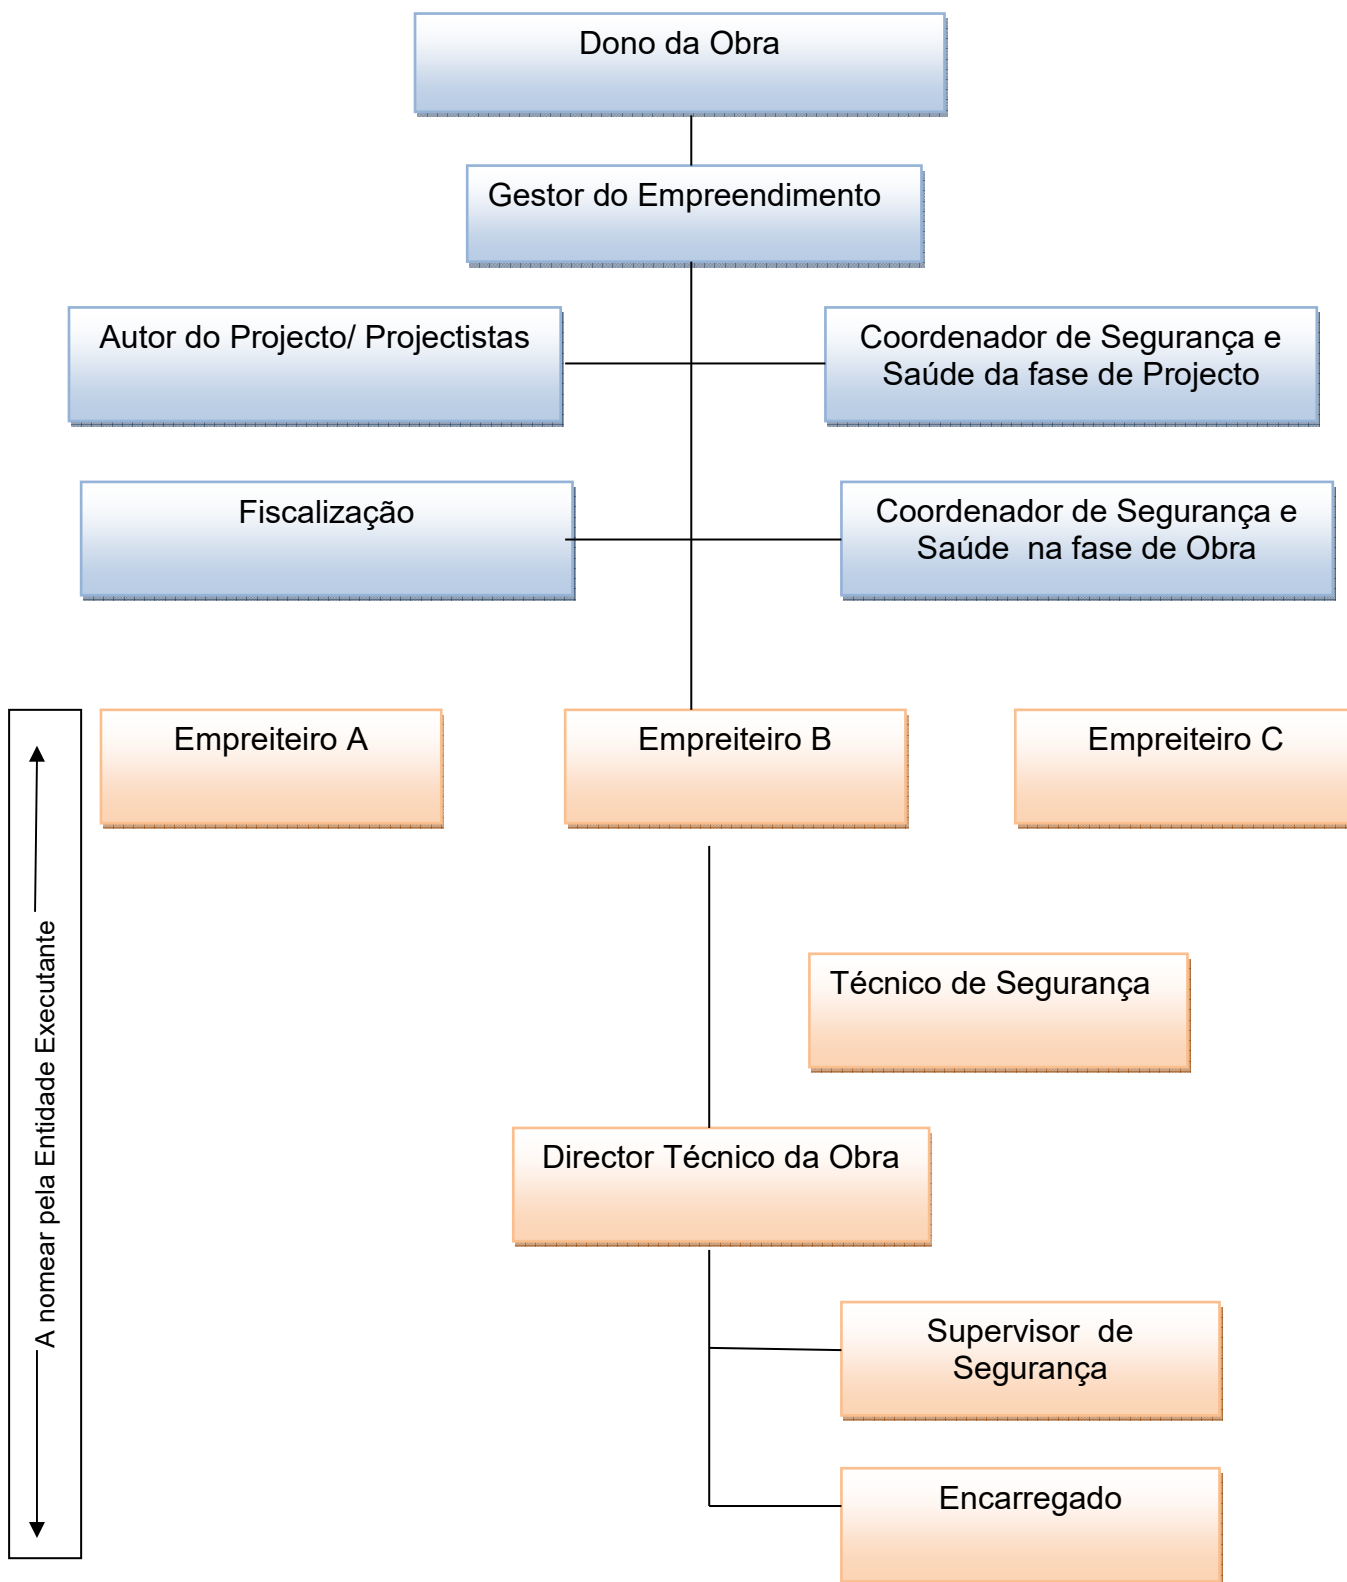 Dono da Obra
Gestor do Empreendimento
Autor do Projecto/ Projectistas
Coordenador de Segurança e
Saúde da fase de Projecto
Fiscalização
Coordenador de Segurança e
Saúde  na fase de Obra
Empreiteiro A
Empreiteiro B
Empreiteiro C
A nomear pela Entidade Executante
Técnico de Segurança
Director Técnico da Obra
Supervisor  de
Segurança
Encarregado